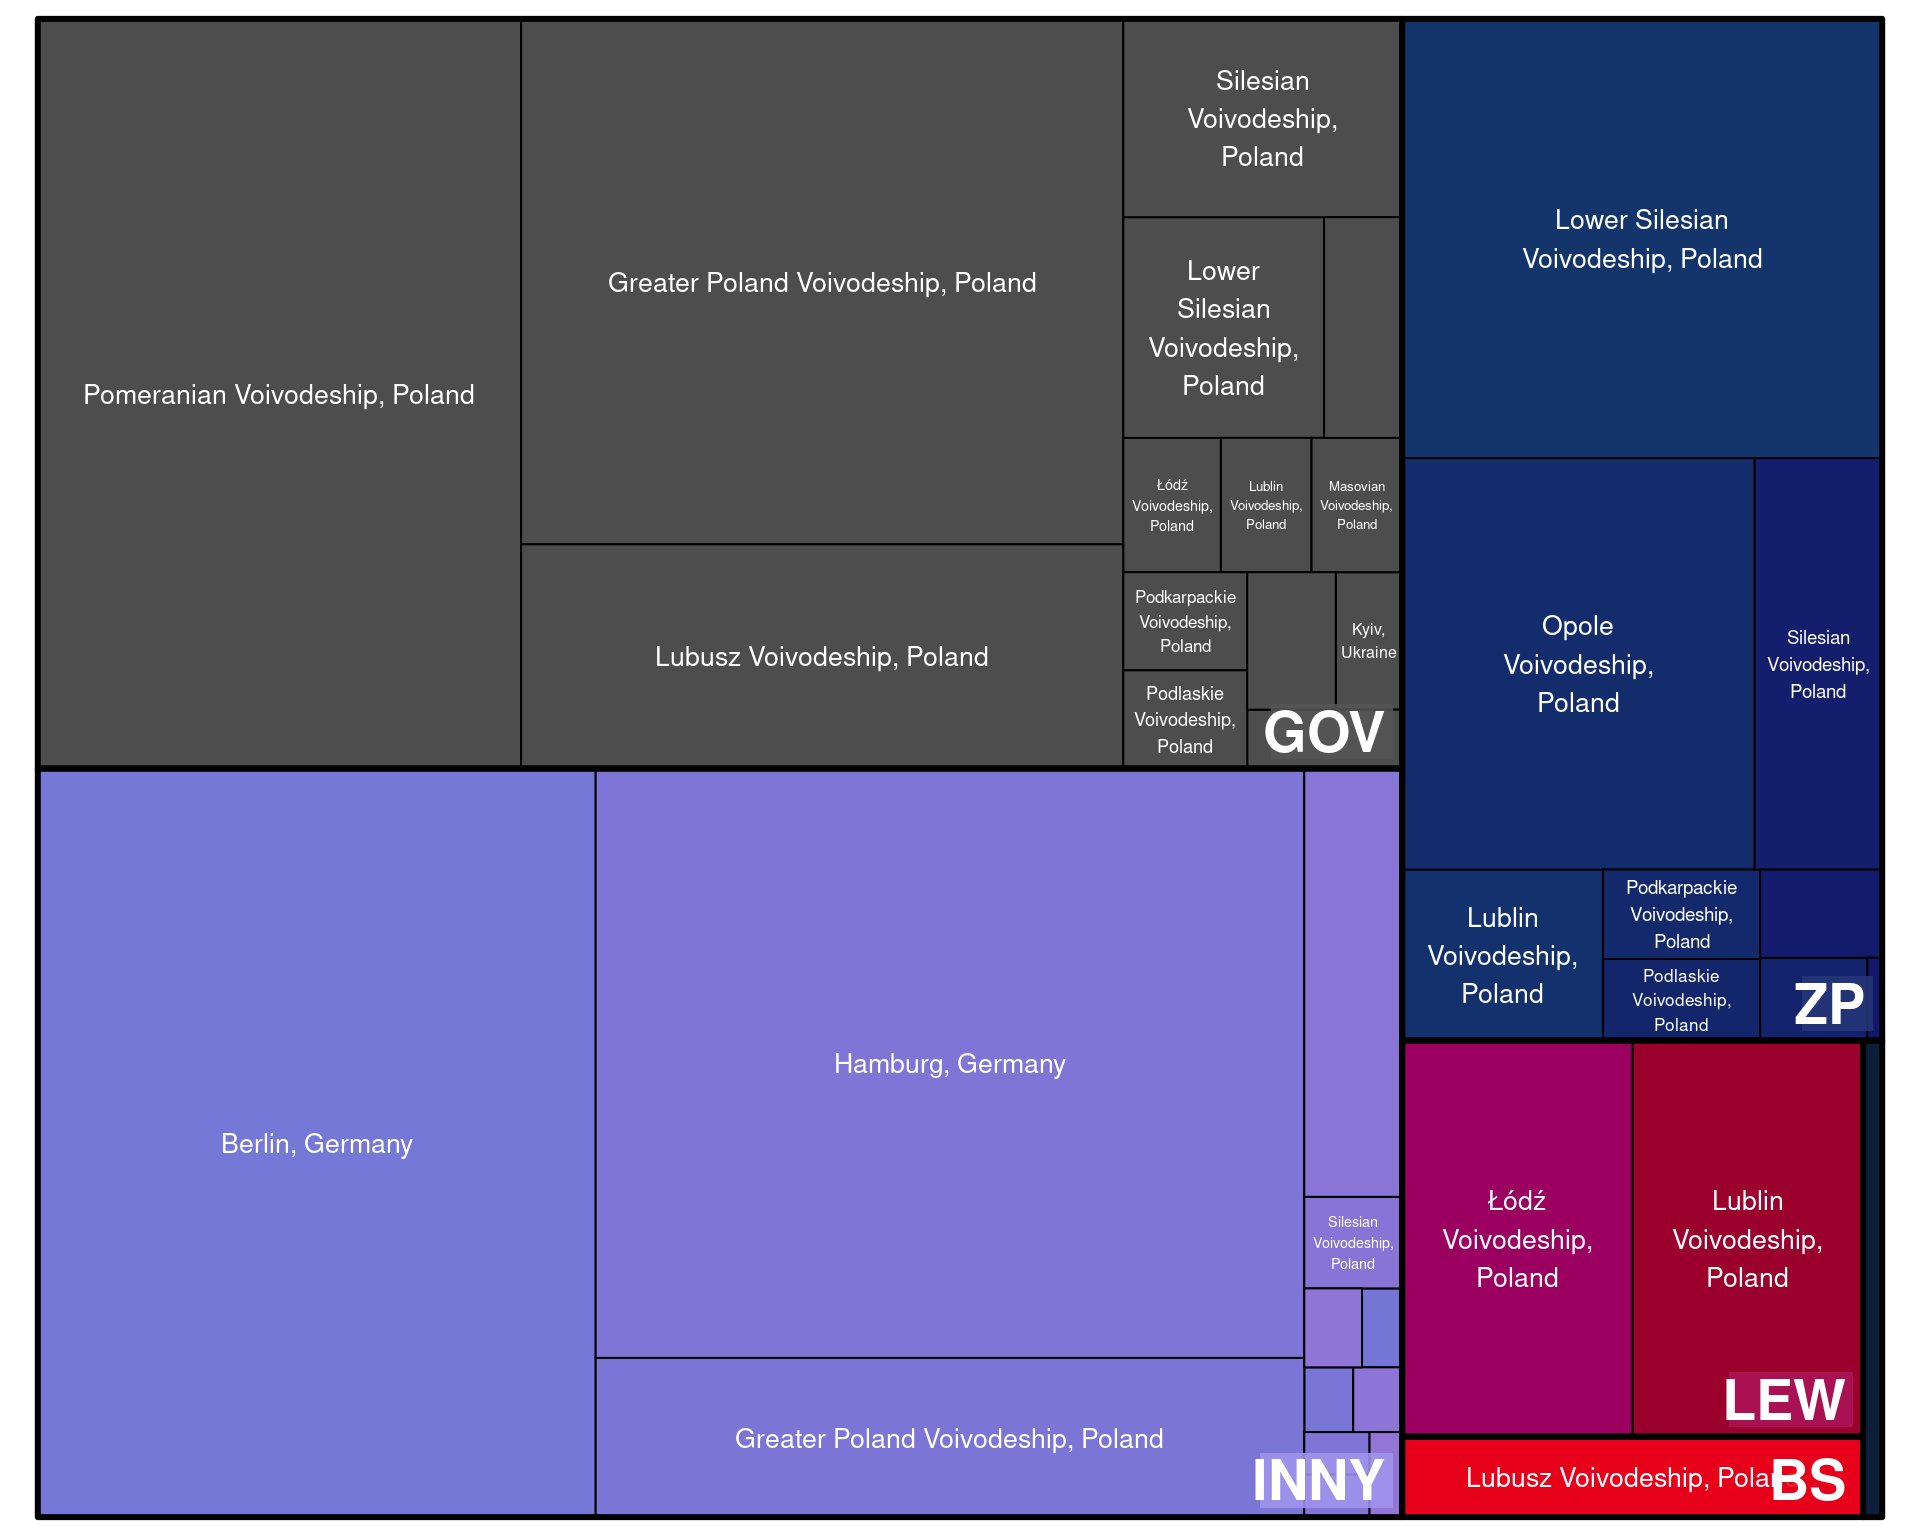 Pomeranian Voivodeship, Poland
Greater Poland Voivodeship, Poland
Lubusz Voivodeship, Poland
Silesian
Voivodeship,
Poland
Lower
Silesian
Voivodeship,
Poland
Łódź
Voivodeship,
Poland
Lublin
Voivodeship,
Poland
Masovian
Voivodeship,
Poland
Podkarpackie
Voivodeship,
Poland
Podlaskie
Voivodeship,
Poland
Kyiv,
Ukraine
GOV
Berlin, Germany
Hamburg, Germany
Greater Poland Voivodeship, Poland
Silesian
Voivodeship,
Poland
INNY
Lower Silesian
Voivodeship, Poland
Opole
Voivodeship,
Poland
Silesian
Voivodeship,
Poland
Lublin
Voivodeship,
Poland
Podkarpackie
Voivodeship,
Poland
Podlaskie
Voivodeship,
Poland
ZP
Łódź
Voivodeship,
Poland
Lublin
Voivodeship,
Poland
LEW
Lubusz Voivodeship,
BS